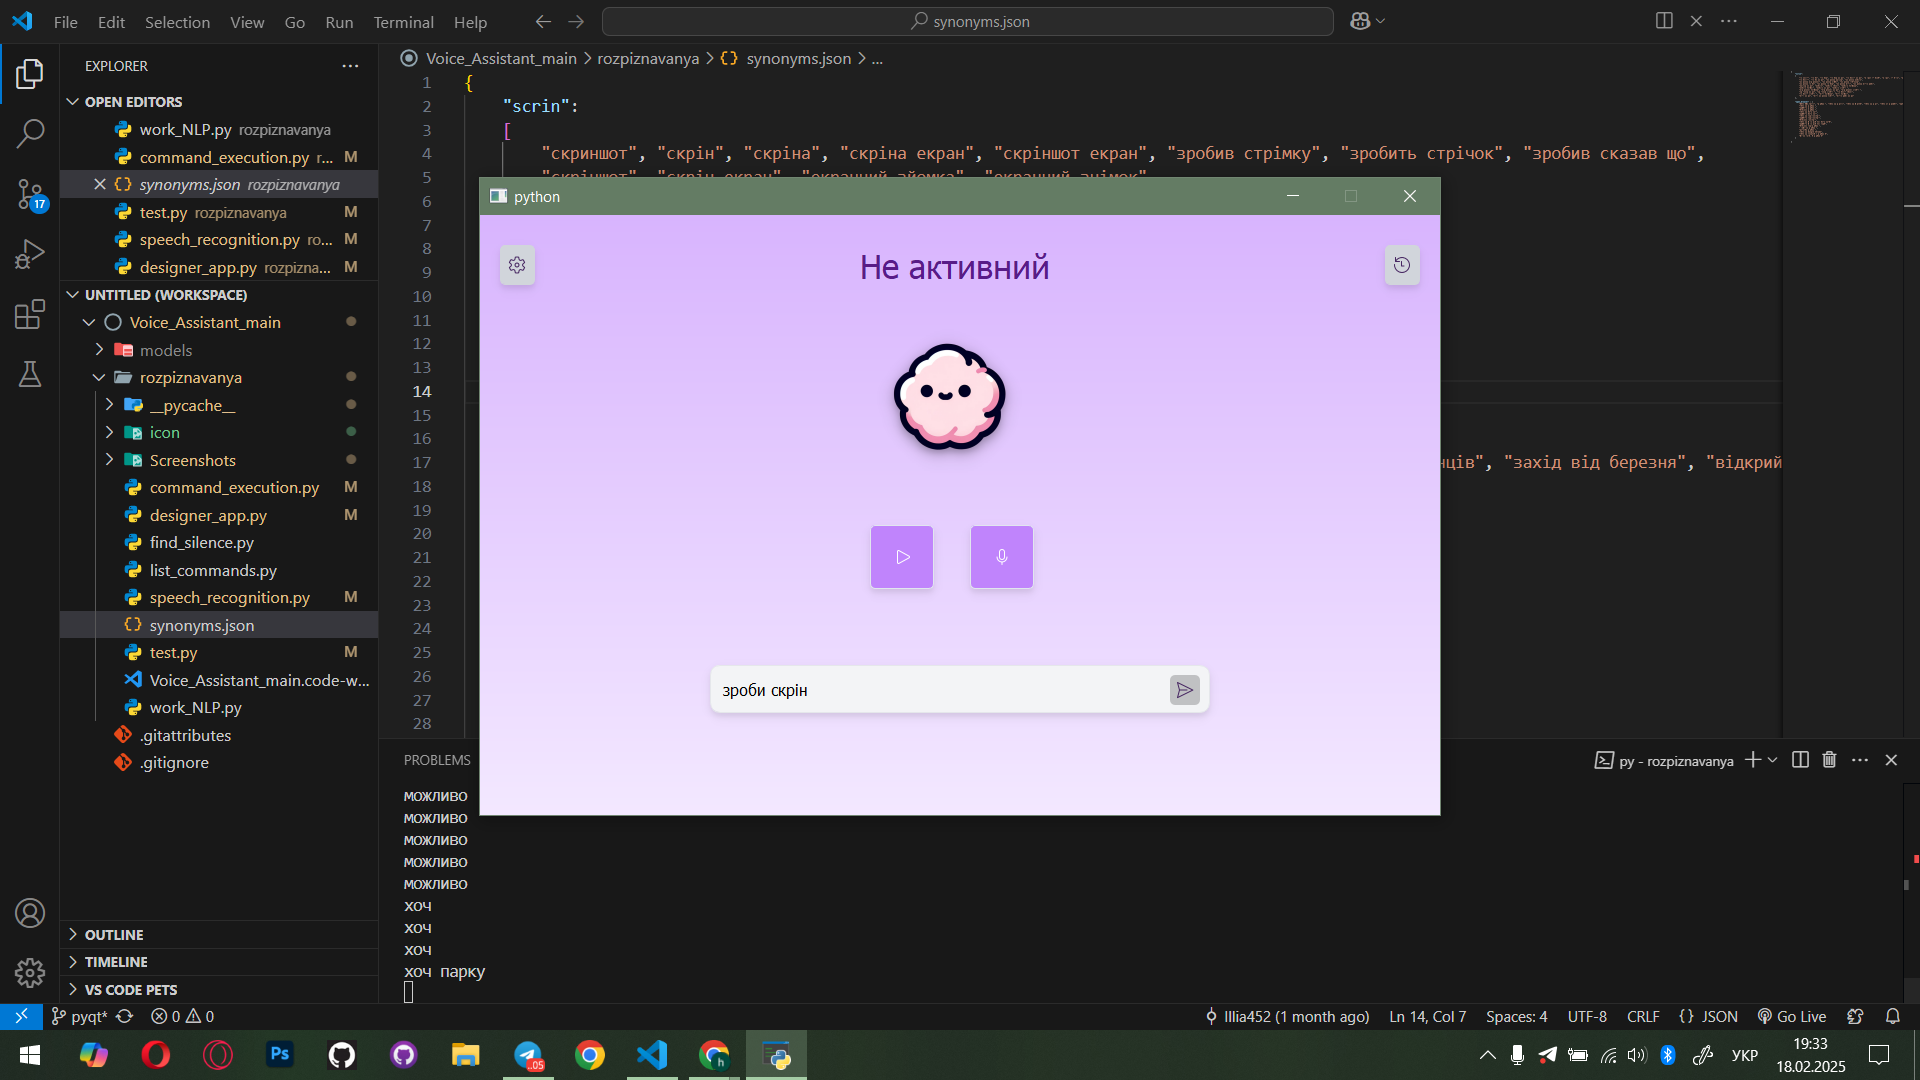 File Edit Selection View Go Run Terminal Help
synonyms.json
EXPLORER
OPEN EDITORS
work_NLP.py rozpiznavanya
command_execution.py r... M
synonyms.json rozpiznavanya
test.py rozpiznavanya M
speech_recognition.py ro... M
designer_app.py rozpizna... M
UNTITLED (WORKSPACE)
Voice_Assistant_main
models
rozpiznavanya
__pycache__
icon
Screenshots
command_execution.py M
designer_app.py M
find_silence.py
list_commands.py
speech_recognition.py M
synonyms.json
test.py M
Voice_Assistant_main.code-w...
work_NLP.py
.gitattributes
.gitignore
OUTLINE
TIMELINE
VS CODE PETS
17
Voice_Assistant_main > rozpiznavanya > {} synonyms.json > ...
1 {
2 "scrin":
3 [
4 "скриншот", "скрін", "скріна", "скріна екран", "скріншот екран", "зробив стрімку", "зробить стрічок", "зробив сказав що",
5
6
7
8
9
10
11
12
13
14
15
16
17 нців", "захід від березня", "відкрий
18
19
20
21
22
23
24
25
26
27
28
python
Не активний
зроби скрін
PROBLEMS
py - rozpiznavanya
можливо
можливо
можливо
можливо
можливо
хоч
хоч
хоч
хоч парку
pyqt* 0 0
Illia452 (1 month ago) Ln 14, Col 7 Spaces: 4 UTF-8 CRLF {} JSON Go Live
Ps
..05
h
УКР
19:33
18.02.2025